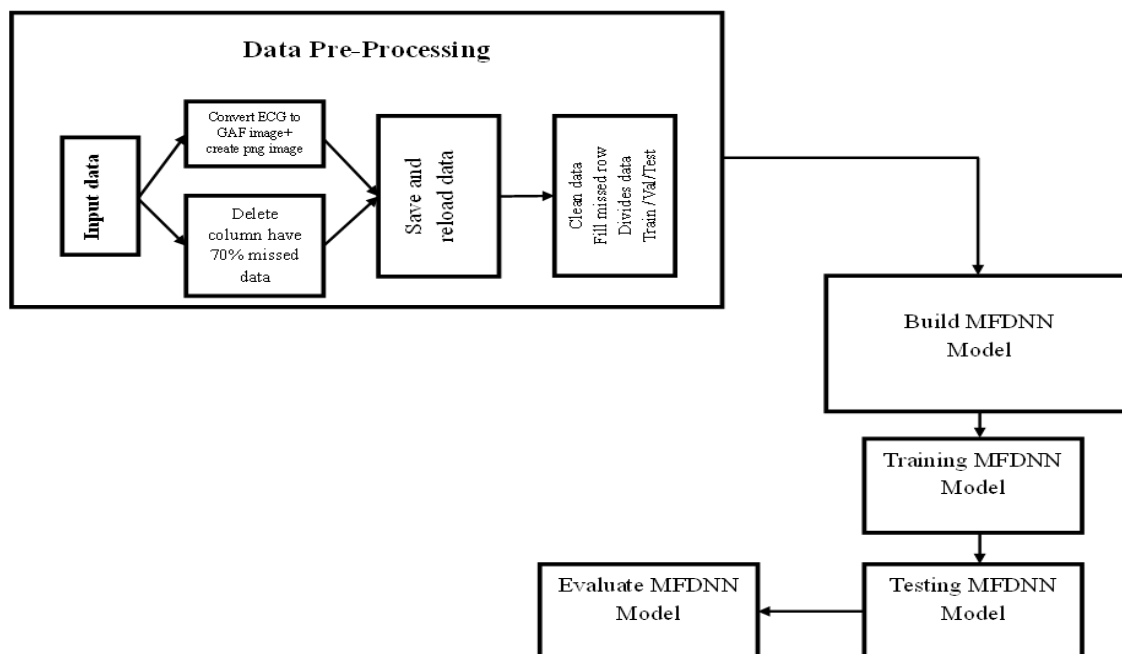 Data Pre-Processing
Input data
Convert ECG to
GAF image+
create png image
Delete
column have
70% missed
data
Save and
reload data
Clean data
Fill missed row
Divides data
Train /Val/Test
Build MFDNN
Model
Training MFDNN
Model
Testing MFDNN
Model
Evaluate MFDNN
Model